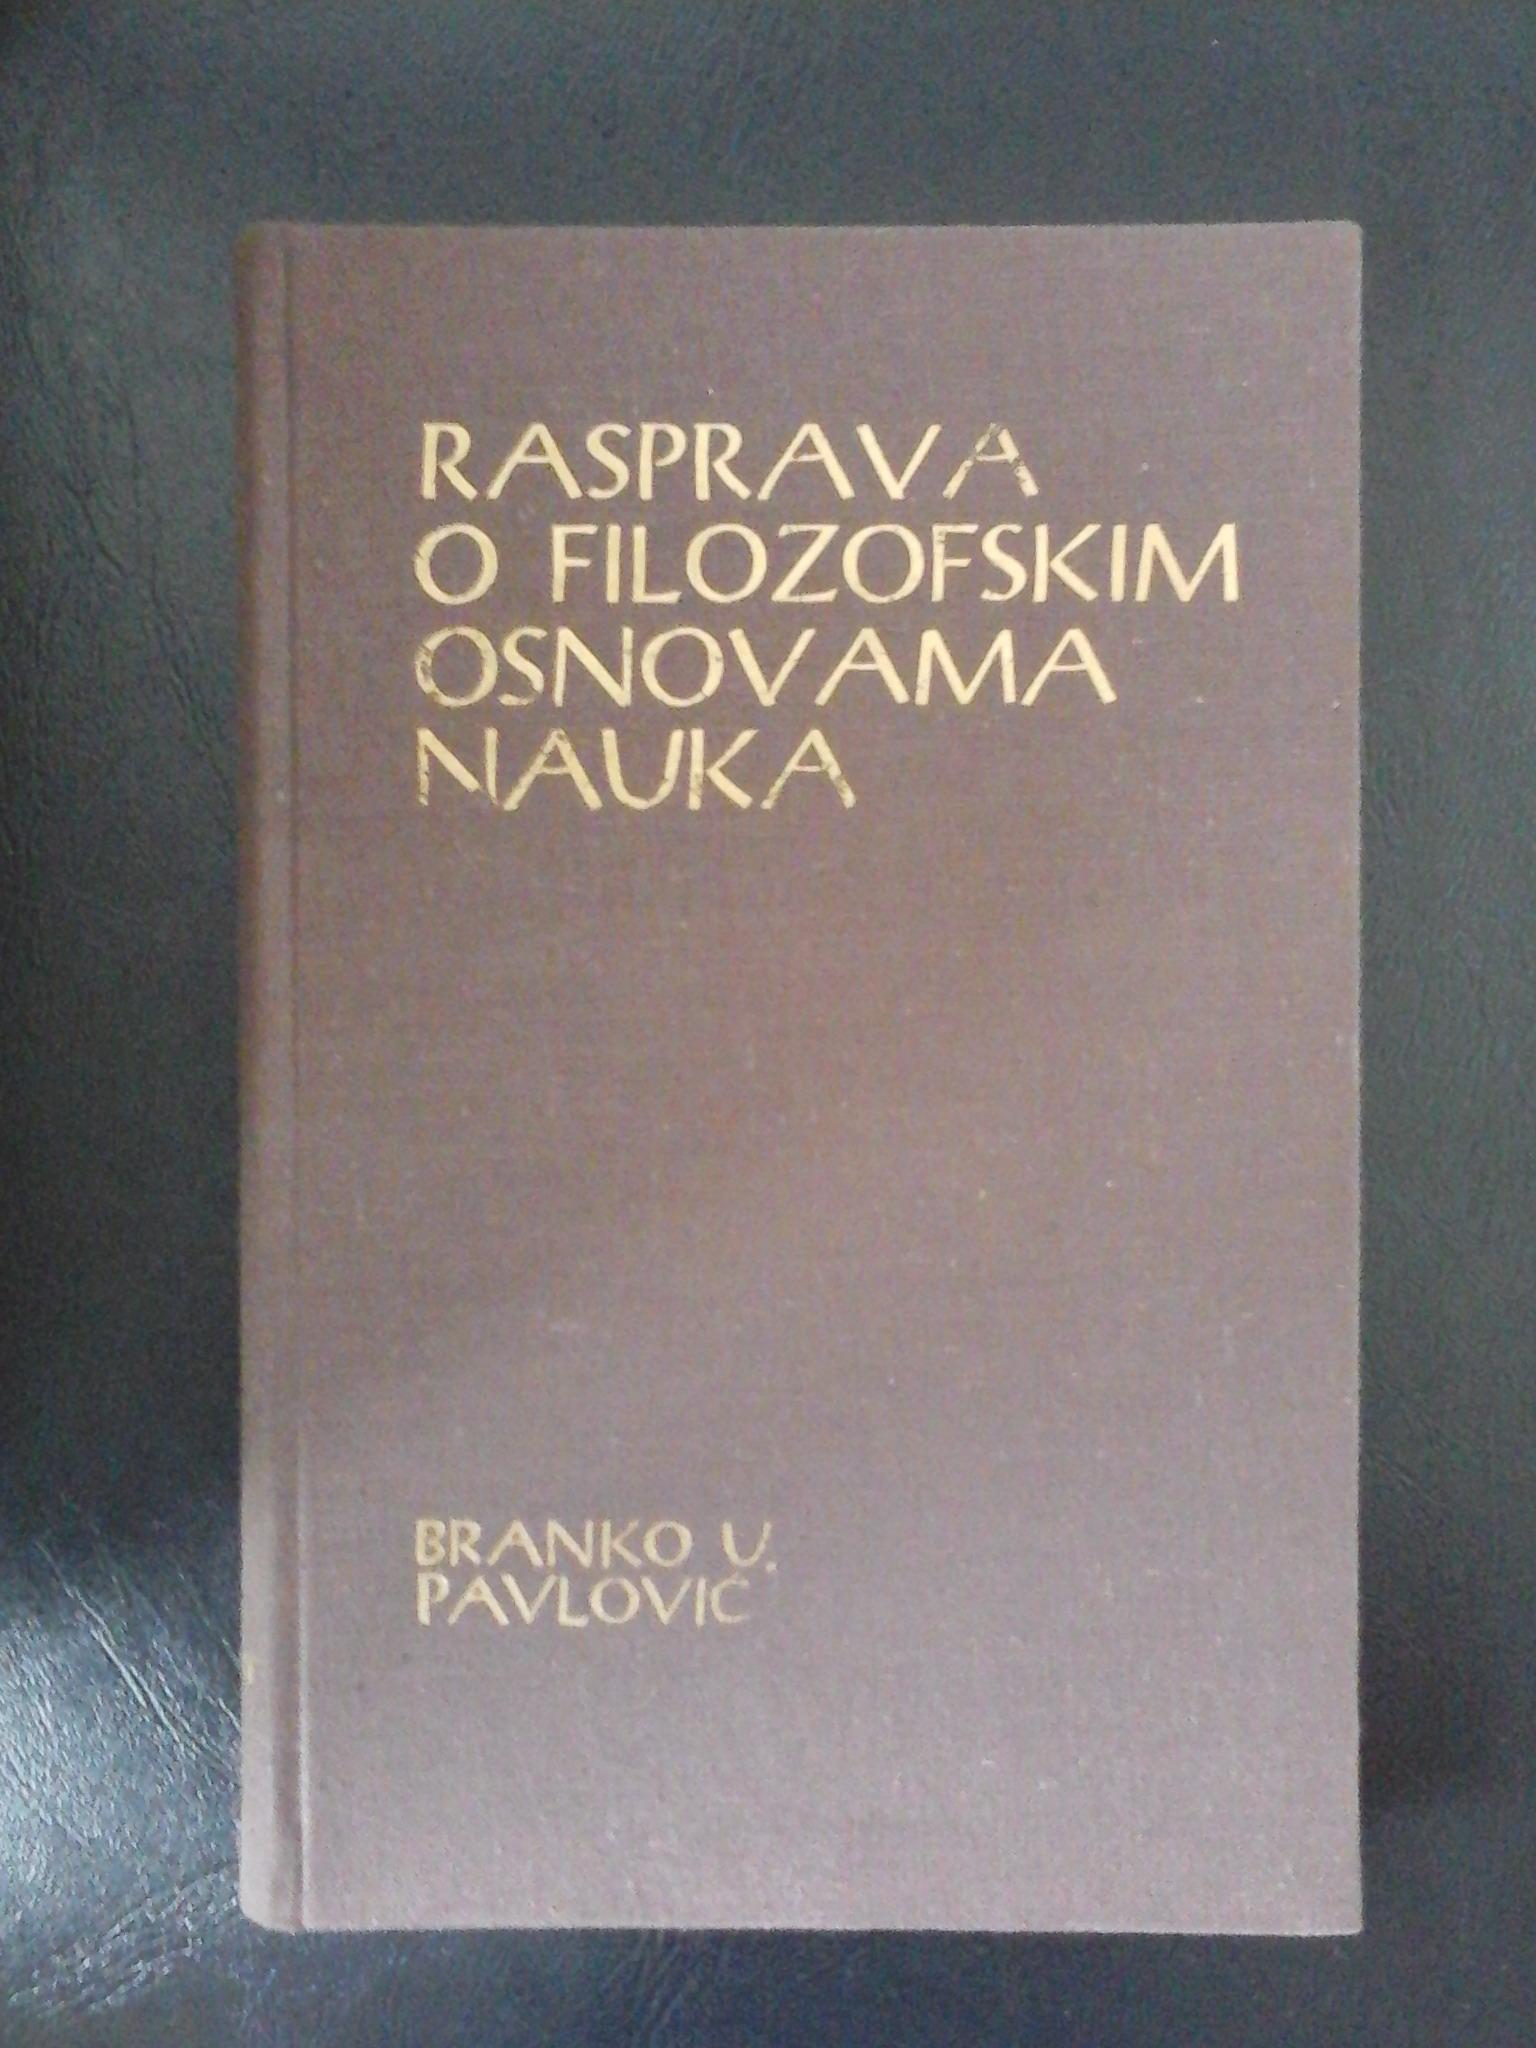 RASPRAVA
O FILOZOFSKIM
OSNOVAMA
NAUKA
BRANKO U.
PAVLOVIĆ